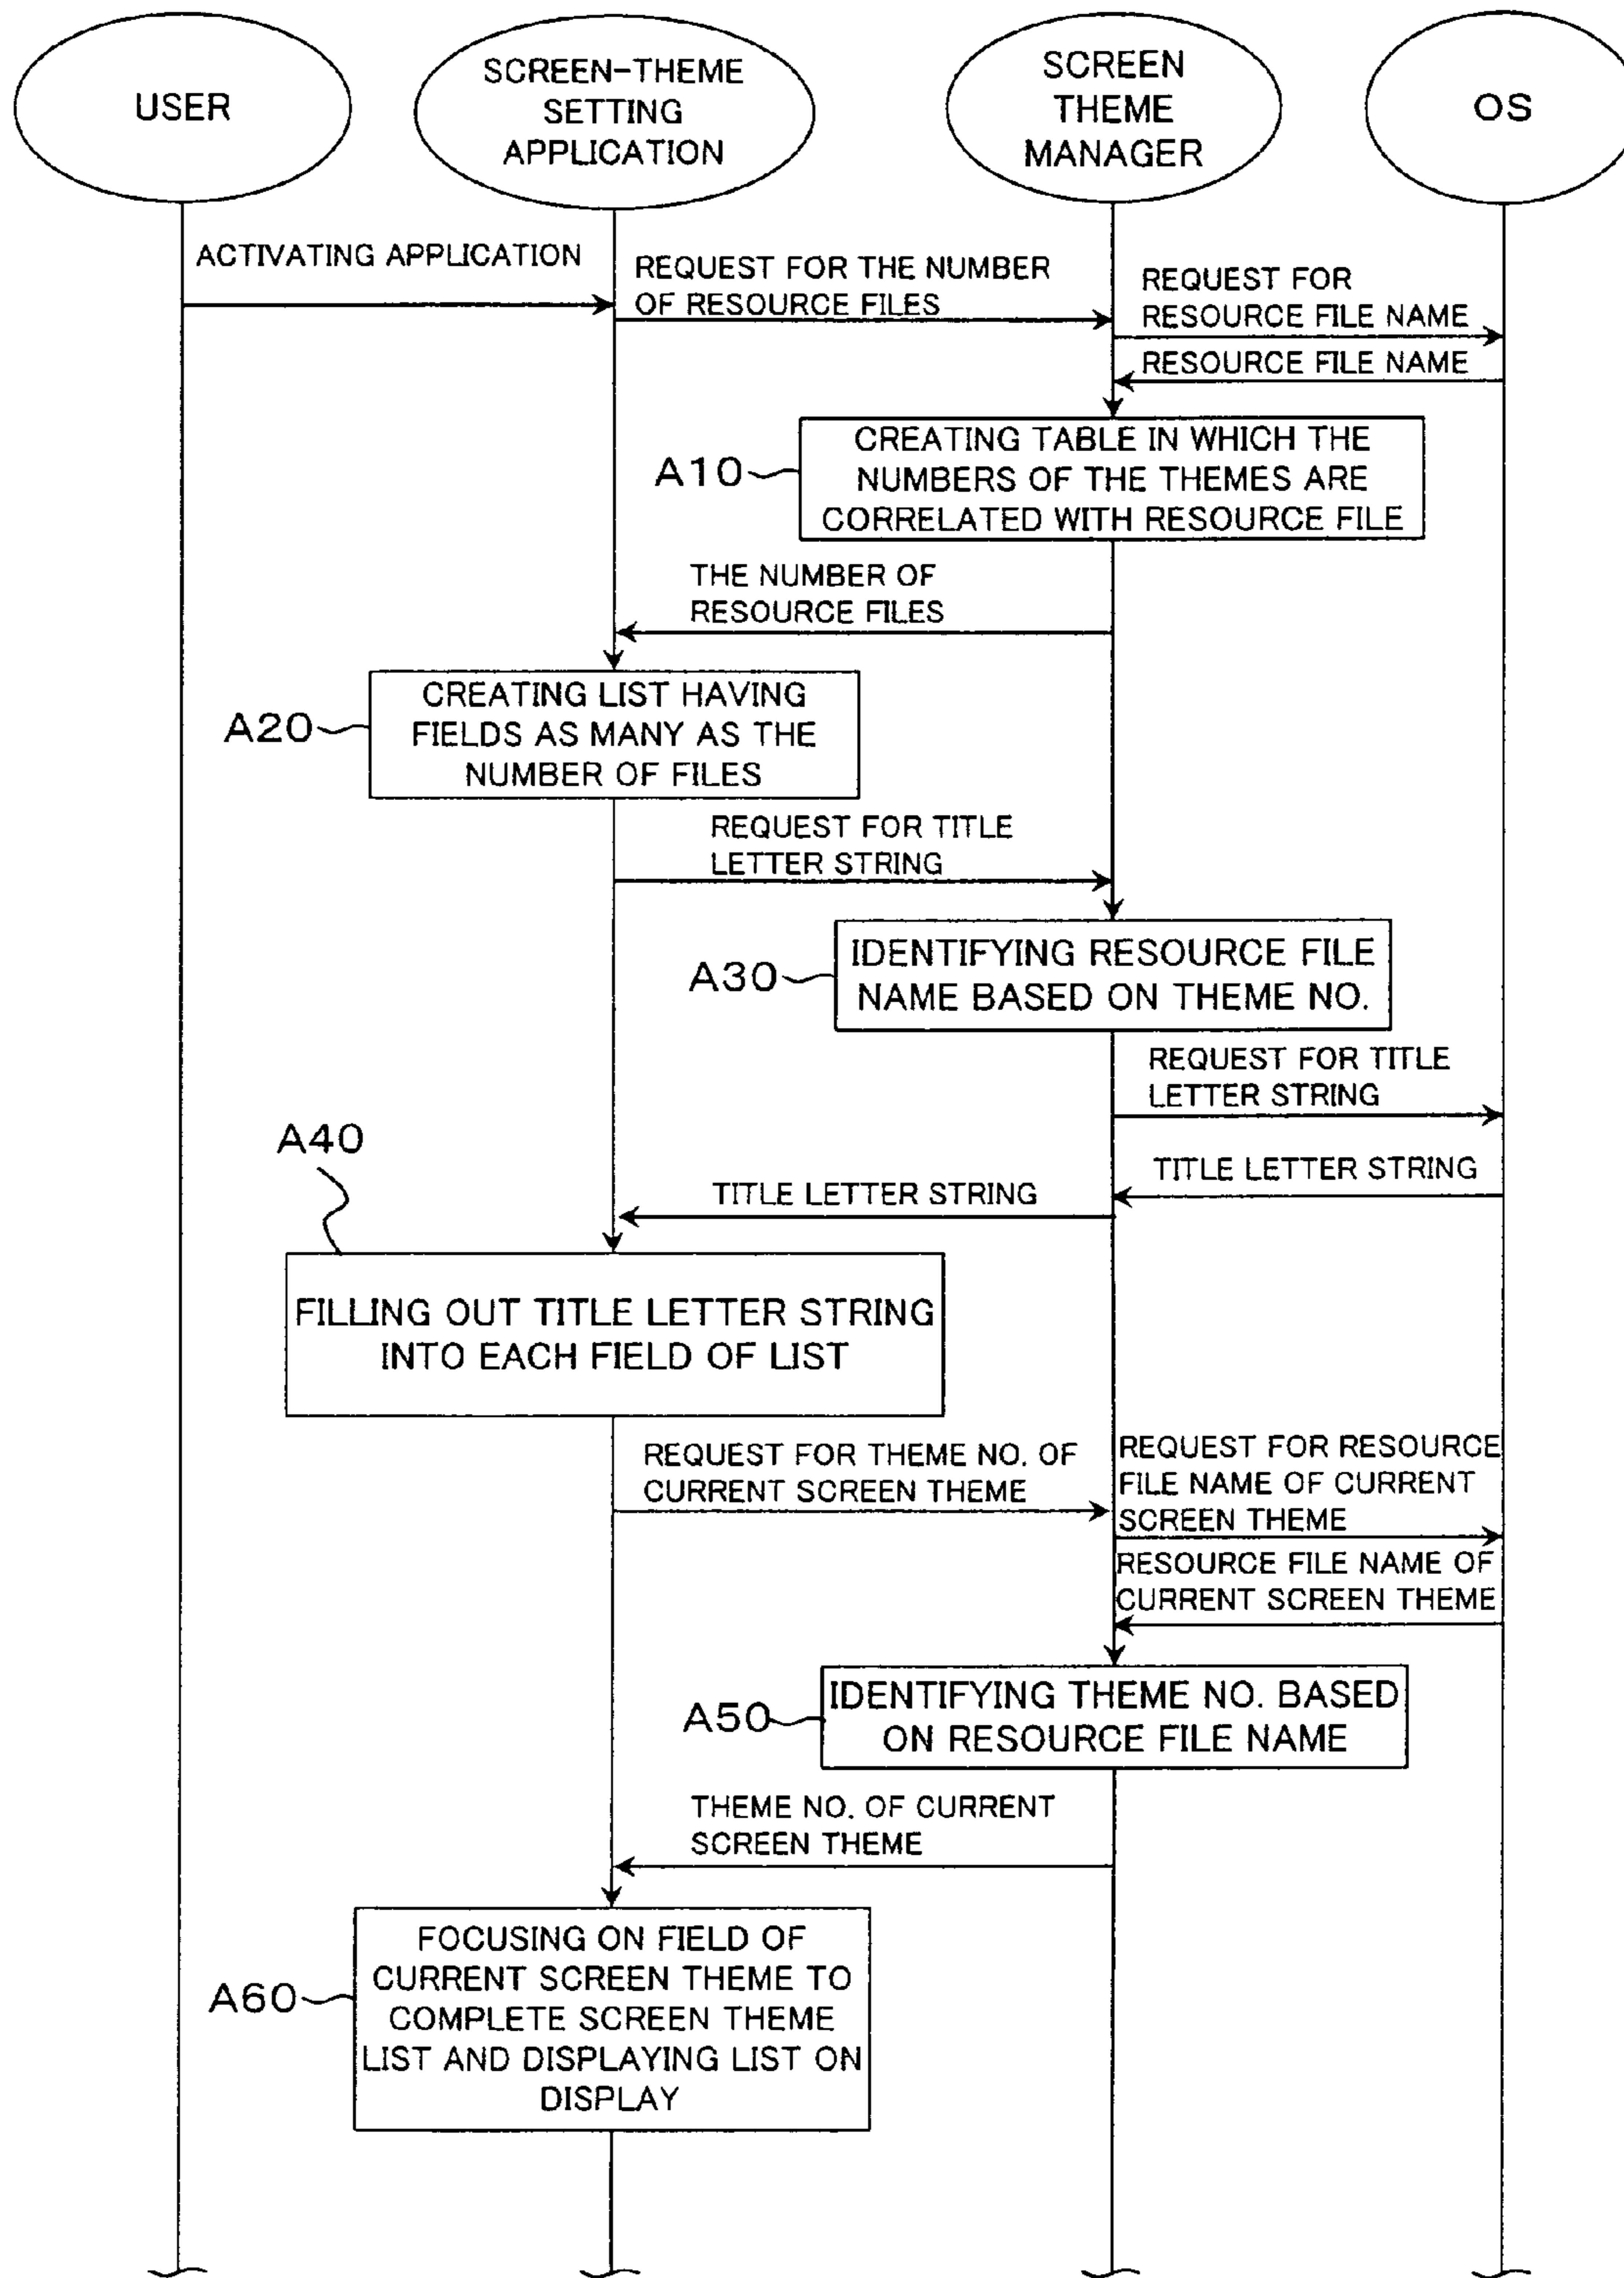 USER
SCREEN-THEME
SETTING
APPLICATION
SCREEN
THEME
MANAGER
OS
ACTIVATING APPLICATION
REQUEST FOR THE NUMBER
OF RESOURCE FILES
REQUEST FOR
RESOURCE FILE NAME
RESOURCE FILE NAME
A10
CREATING TABLE IN WHICH THE
NUMBERS OF THE THEMES ARE
CORRELATED WITH RESOURCE FILE
THE NUMBER OF
RESOURCE FILES
A20
CREATING LIST HAVING
FIELDS AS MANY AS THE
NUMBER OF FILES
REQUEST FOR TITLE
LETTER STRING
A30
IDENTIFYING RESOURCE FILE
NAME BASED ON THEME NO.
REQUEST FOR TITLE
LETTER STRING
TITLE LETTER STRING
TITLE LETTER STRING
A40
FILLING OUT TITLE LETTER STRING
INTO EACH FIELD OF LIST
REQUEST FOR THEME NO. OF
CURRENT SCREEN THEME
REQUEST FOR RESOURCE
FILE NAME OF CURRENT
SCREEN THEME
RESOURCE FILE NAME OF
CURRENT SCREEN THEME
A50
IDENTIFYING THEME NO. BASED
ON RESOURCE FILE NAME
THEME NO. OF CURRENT
SCREEN THEME
A60
FOCUSING ON FIELD OF
CURRENT SCREEN THEME TO
COMPLETE SCREEN THEME
LIST AND DISPLAYING LIST ON
DISPLAY